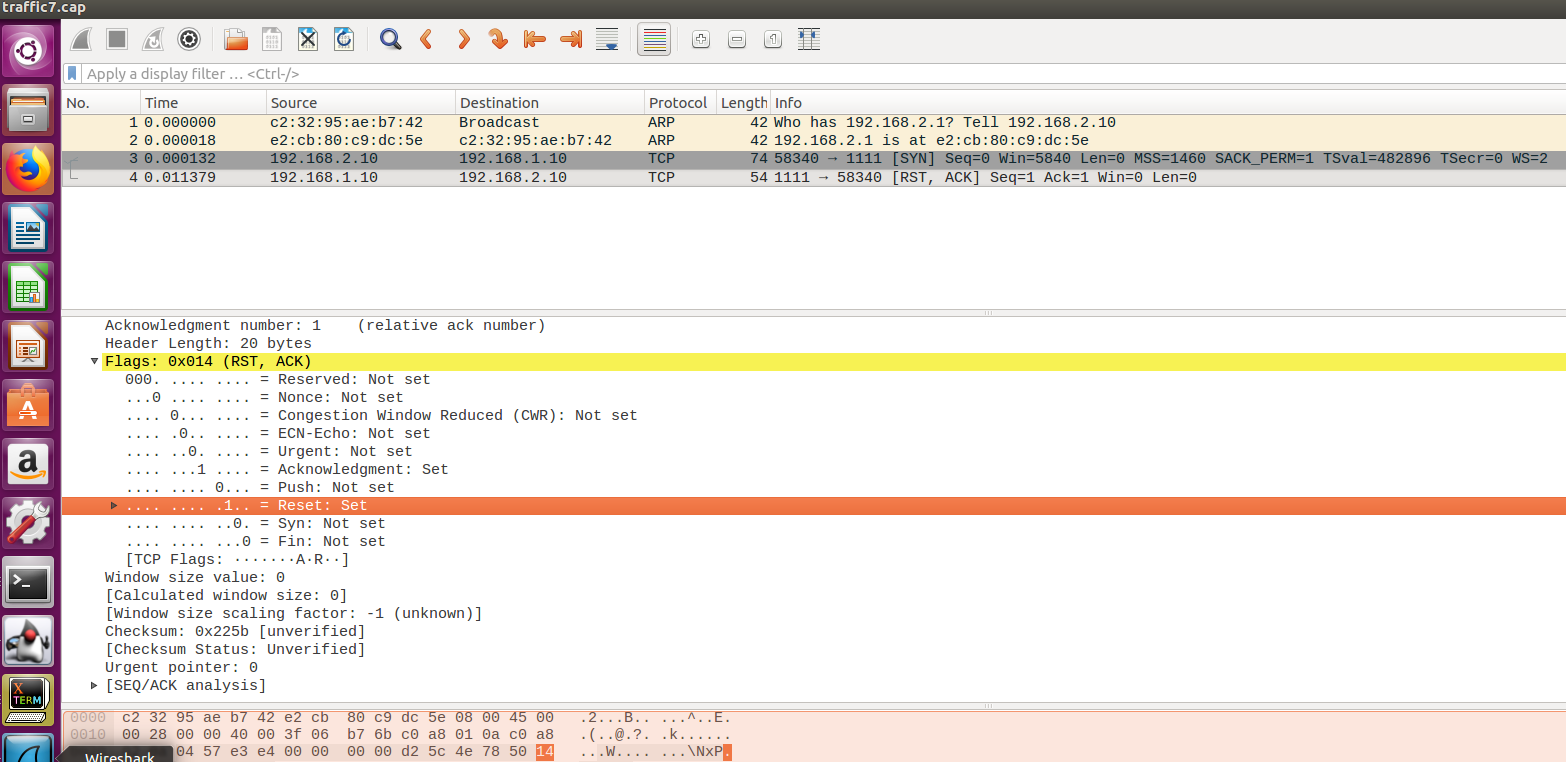 traffic7.cap
Apply a display filter … <Ctrl-/>
No. Time Source Destination Protocol Length Info
1 0.000000 c2:32:95:ae:b7:42 Broadcast ARP 42 Who has 192.168.2.1? Tell 192.168.2.10
2 0.000018 e2:cb:80:c9:dc:5e c2:32:95:ae:b7:42 ARP 42 192.168.2.1 is at e2:cb:80:c9:dc:5e
3 0.000132 192.168.2.10 192.168.1.10 TCP 74 58340 → 1111 [SYN] Seq=0 Win=5840 Len=0 MSS=1460 SACK_PERM=1 TSval=482896 TSecr=0 WS=2
4 0.011379 192.168.1.10 192.168.2.10 TCP 54 1111 → 58340 [RST, ACK] Seq=1 Ack=1 Win=0 Len=0
Acknowledgment number: 1 (relative ack number)
Header Length: 20 bytes
Flags: 0x014 (RST, ACK)
000. .... .... = Reserved: Not set
...0 .... .... = Nonce: Not set
.... 0... .... = Congestion Window Reduced (CWR): Not set
.... .0.. .... = ECN-Echo: Not set
.... ..0. .... = Urgent: Not set
.... ...1 .... = Acknowledgment: Set
.... .... 0... = Push: Not set
.... .... .1.. = Reset: Set
.... .... ..0. = Syn: Not set
.... .... ...0 = Fin: Not set
[TCP Flags: ·······A·R··]
Window size value: 0
[Calculated window size: 0]
[Window size scaling factor: -1 (unknown)]
Checksum: 0x225b [unverified]
[Checksum Status: Unverified]
Urgent pointer: 0
[SEQ/ACK analysis]
0000 c2 32 95 ae b7 42 e2 cb 80 c9 dc 5e 08 00 45 00 .2...B.. ...^..E.
0010 00 28 00 00 40 00 3f 06 b7 6b c0 a8 01 0a c0 a8 .(..@.?. .k......
04 57 e3 e4 00 00 00 00 d2 5c 4e 78 50 14 ...W.... ...\NxP.
X
TERM
Wireshark